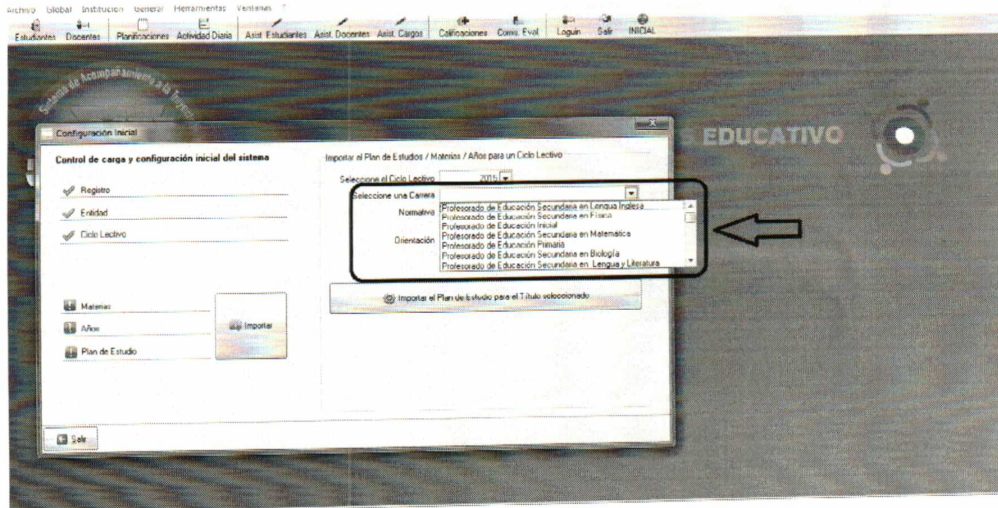 Archivo Global Institución General Herramientas Ventanas ?
Estudiantes Docentes Planificaciones Actividad Diaria Asist. Estudiantes Asist. Docentes Asist. Cargos Calificaciones Comu. Eval Loguin Salir INICIAL
Sistema de Acompañamiento a la
EDUCATIVO
Configuración Inicial
Control de carga y configuración inicial del sistema
Registro
Entidad
Ciclo Lectivo
Materias
Años
Plan de Estudio
Importar
Importar el Plan de Estudios / Materias / Años para un Ciclo Lectivo
Seleccione el Ciclo Lectivo 2015
Seleccione una Carrera
Normativa
Orientación
Profesorado de Educación Secundaria en Lengua Inglesa
Profesorado de Educación Secundaria en Física
Profesorado de Educación Inicial
Profesorado de Educación Secundaria en Matemática
Profesorado de Educación Primaria
Profesorado de Educación Secundaria en Biología
Profesorado de Educación Secundaria en Lengua y Literatura
Importar el Plan de Estudio para el Título seleccionado
Salir